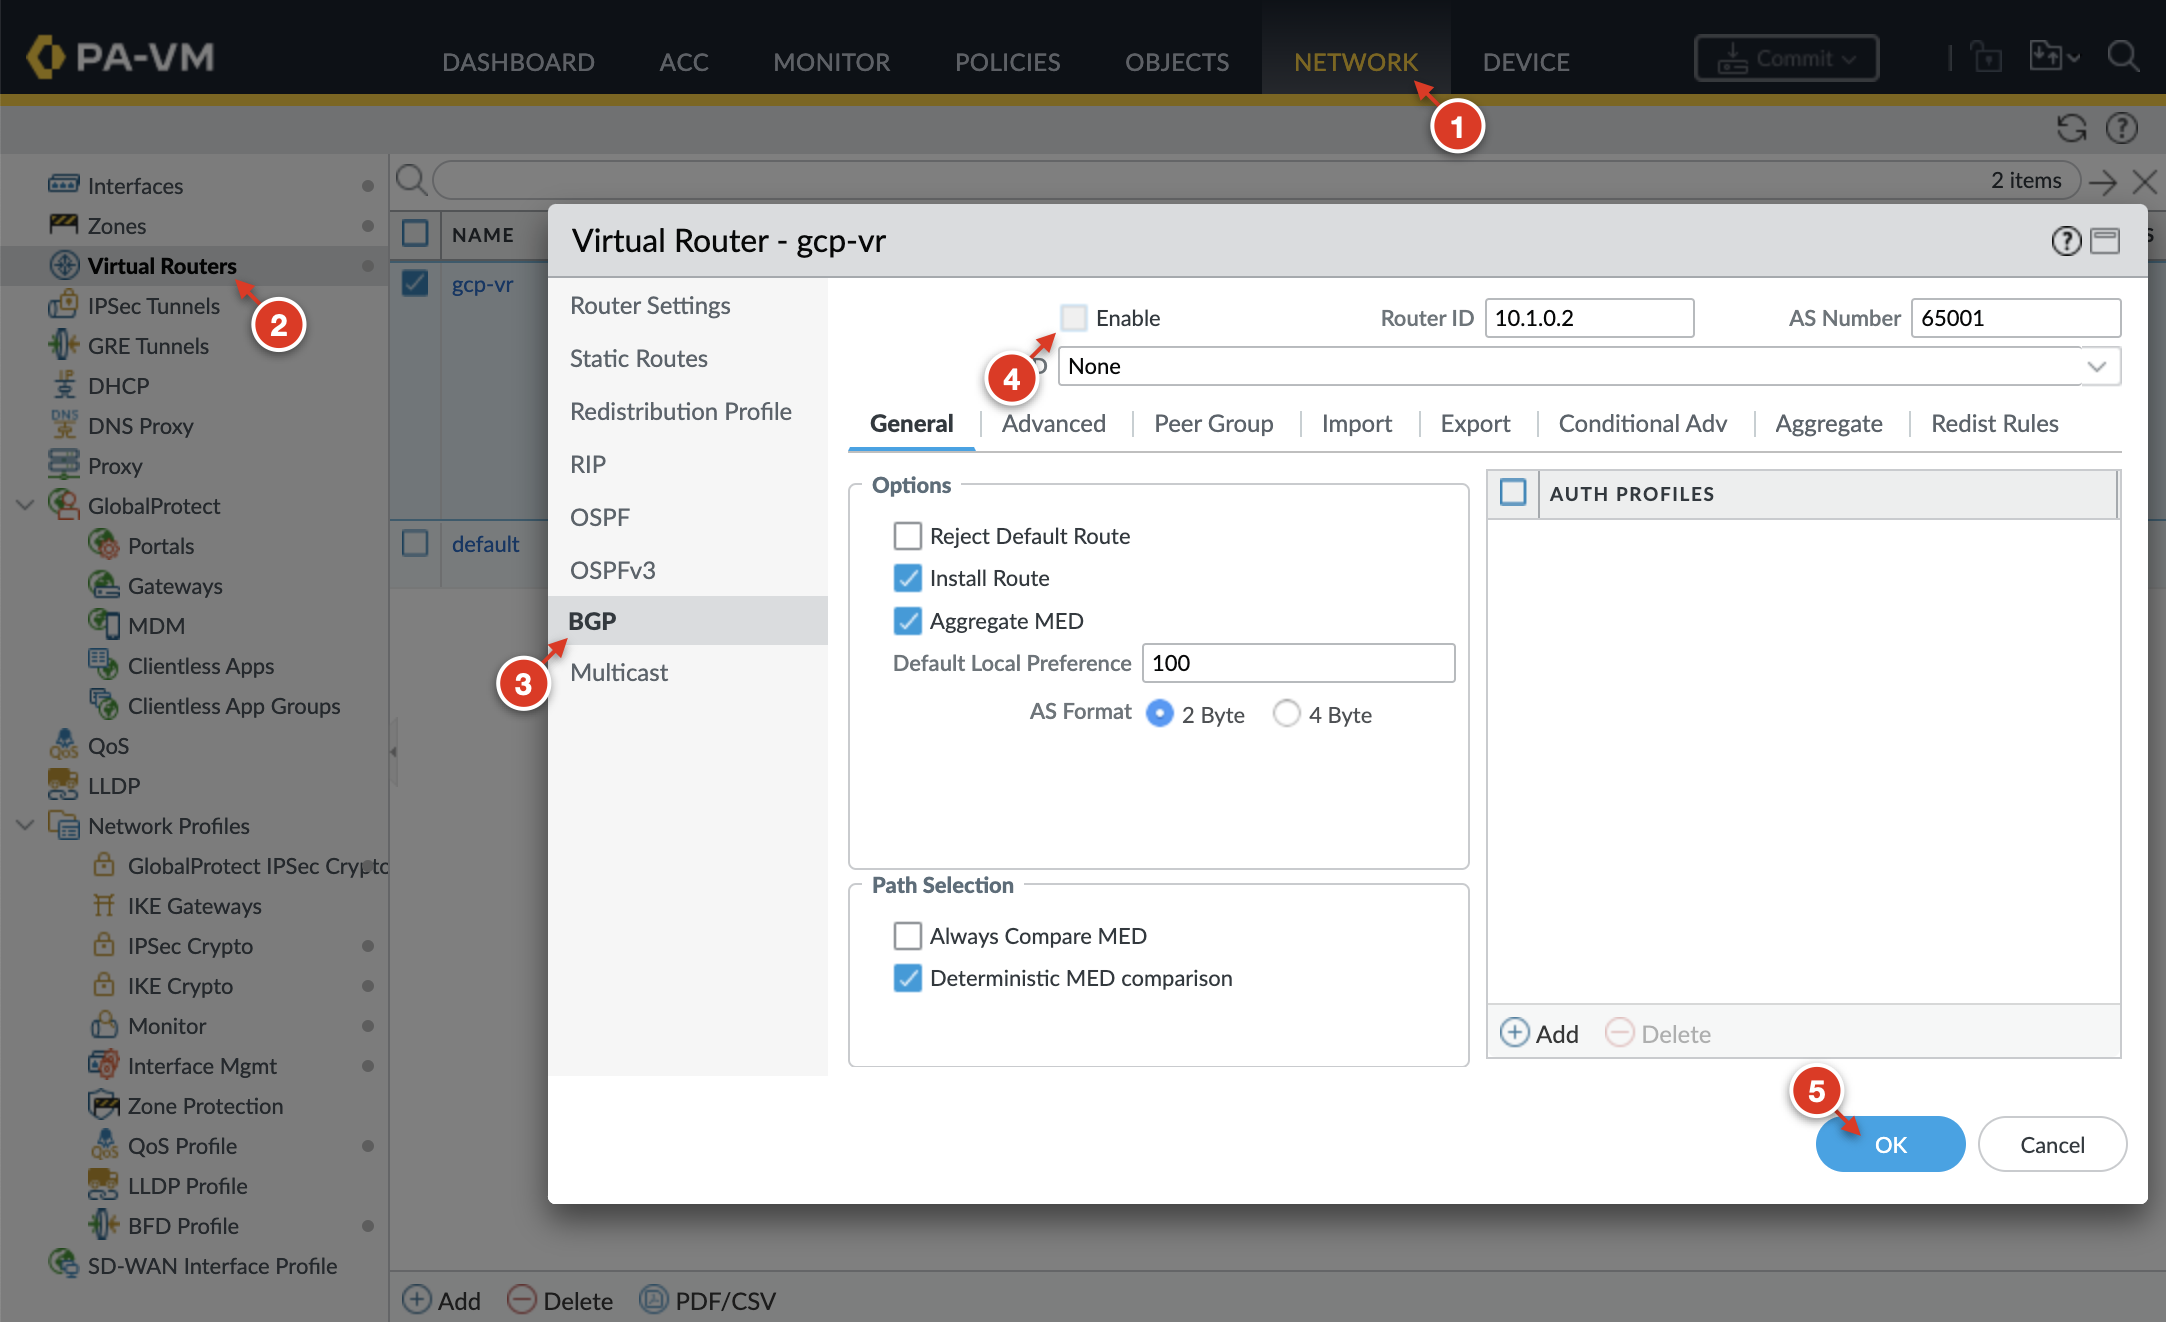 PA-VM
DASHBOARD ACC MONITOR POLICIES OBJECTS NETWORK DEVICE Commit
1
2 items
Interfaces
Zones
Virtual Routers
2
IPSec Tunnels
GRE Tunnels
DHCP
DNS Proxy
Proxy
GlobalProtect
Portals
Gateways
MDM
Clientless Apps
Clientless App Groups
QoS
LLDP
Network Profiles
GlobalProtect IPSec Crypto
IKE Gateways
IPSec Crypto
IKE Crypto
Monitor
Interface Mgmt
Zone Protection
QoS Profile
LLDP Profile
BFD Profile
SD-WAN Interface Profile
NAME
gcp-vr
default
Virtual Router - gcp-vr
Router Settings
Static Routes
Redistribution Profile
RIP
OSPF
OSPFv3
BGP
3
Multicast
Enable Router ID 10.1.0.2 AS Number 65001
4 None
General Advanced Peer Group Import Export Conditional Adv Aggregate Redist Rules
Options
Reject Default Route
Install Route
Aggregate MED
Default Local Preference 100
AS Format 2 Byte 4 Byte
Path Selection
Always Compare MED
Deterministic MED comparison
AUTH PROFILES
Add Delete
5
OK Cancel
Add Delete PDF/CSV